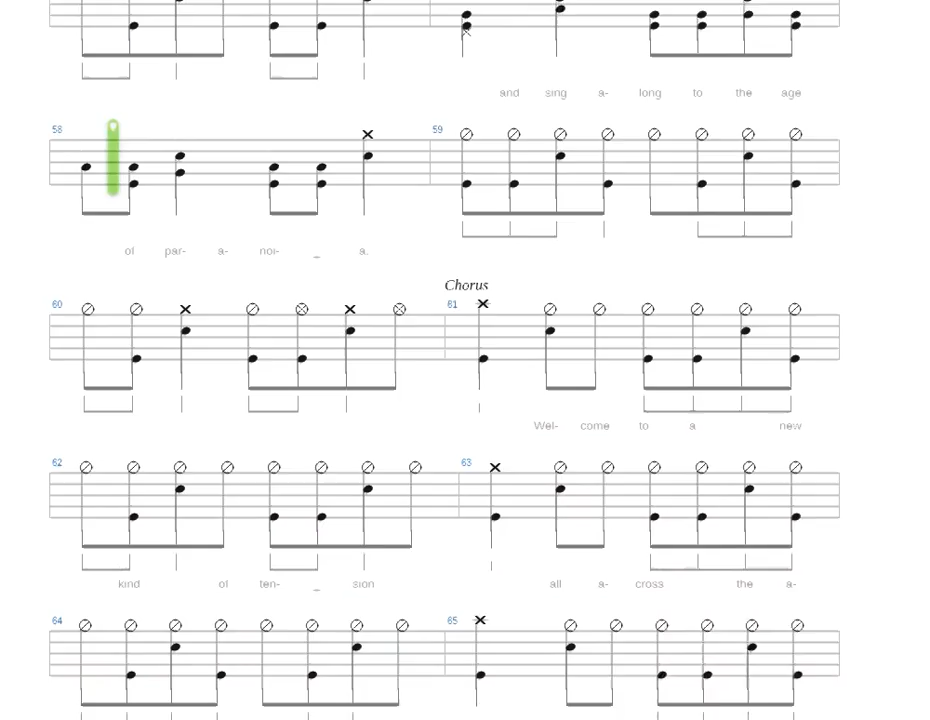 and sing a- long to the age
58 59
of par- a- noi- _ a.
Chorus
60 61
Wel- come to a new
62 63
kind of ten- _ sion all a- cross the a-
64 65